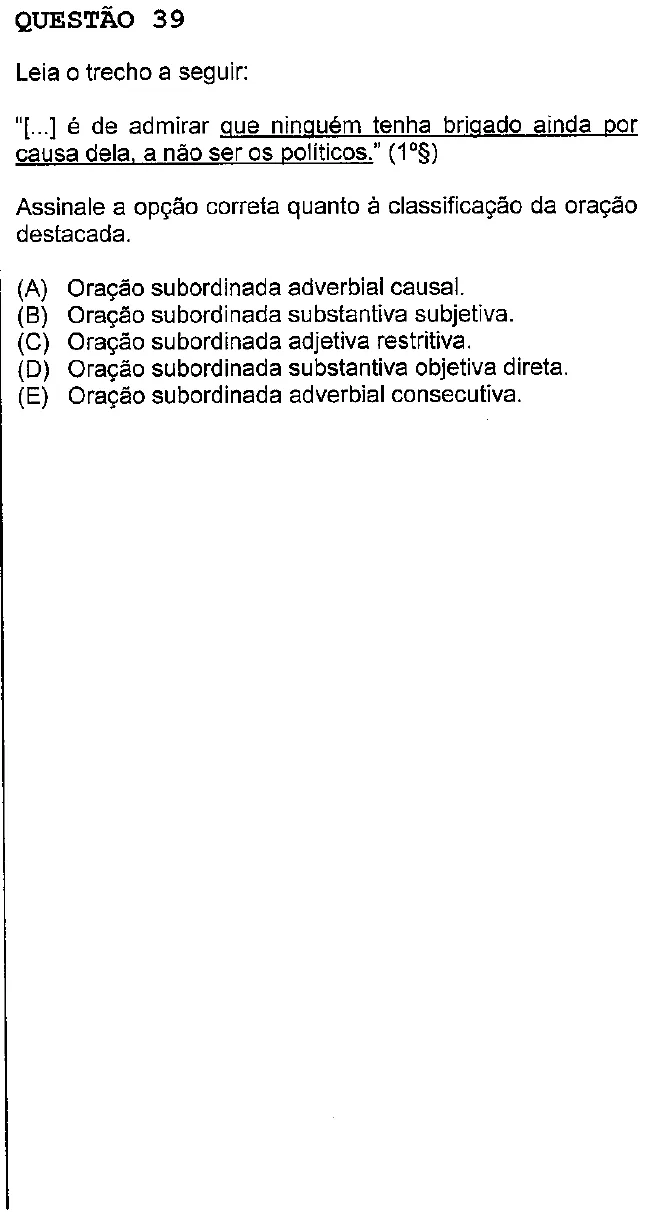 QUESTÃO 39
Leia o trecho a seguir:
"[...] é de admirar que ninguém tenha brigado ainda por
causa dela, a não ser os políticos." (1º§)
Assinale a opção correta quanto à classificação da oração
destacada.
(A) Oração subordinada adverbial causal.
(B) Oração subordinada substantiva subjetiva.
(C) Oração subordinada adjetiva restritiva.
(D) Oração subordinada substantiva objetiva direta.
(E) Oração subordinada adverbial consecutiva.